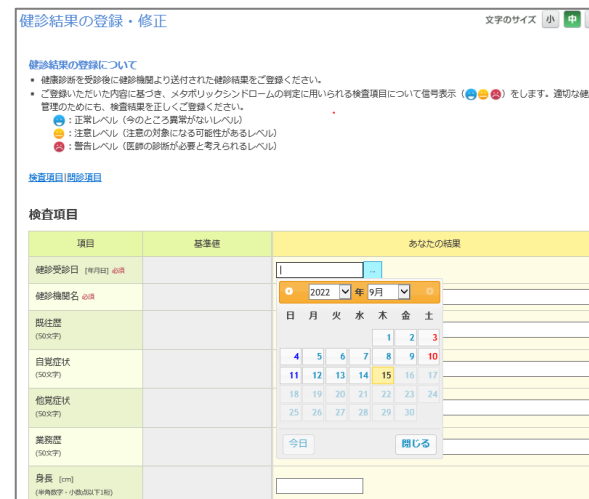 健診結果の登録・修正
文字のサイズ 小 中
健診結果の登録について
• 健康診断を受診後に健診機関より送付された健診結果をご登録ください。
• ご登録いただいた内容に基づき、メタボリックシンドロームの判定に用いられる検査項目について信号表示（ ）をします。適切な健
管理のためにも、検査結果を正しくご登録ください。
：正常レベル（今のところ異常がないレベル）
：注意レベル（注意の対象になる可能性があるレベル）
：警告レベル（医師の診断が必要と考えられるレベル）
検査項目|問診項目
検査項目
項目 基準値 あなたの結果
健診受診日 [年月日] 必須 ..
健診機関名 必須
2022 年 9月
既往歴
(50文字)
日 月 火 水 木 金 土
1 2 3
自覚症状
(50文字)
4 5 6 7 8 9 10
11 12 13 14 15 16 17
他覚症状
(50文字)
18 19 20 21 22 23 24
25 26 27 28 29 30
業務歴
(50文字)
今日 閉じる
身長 [cm]
(半角数字・小数点以下1桁)